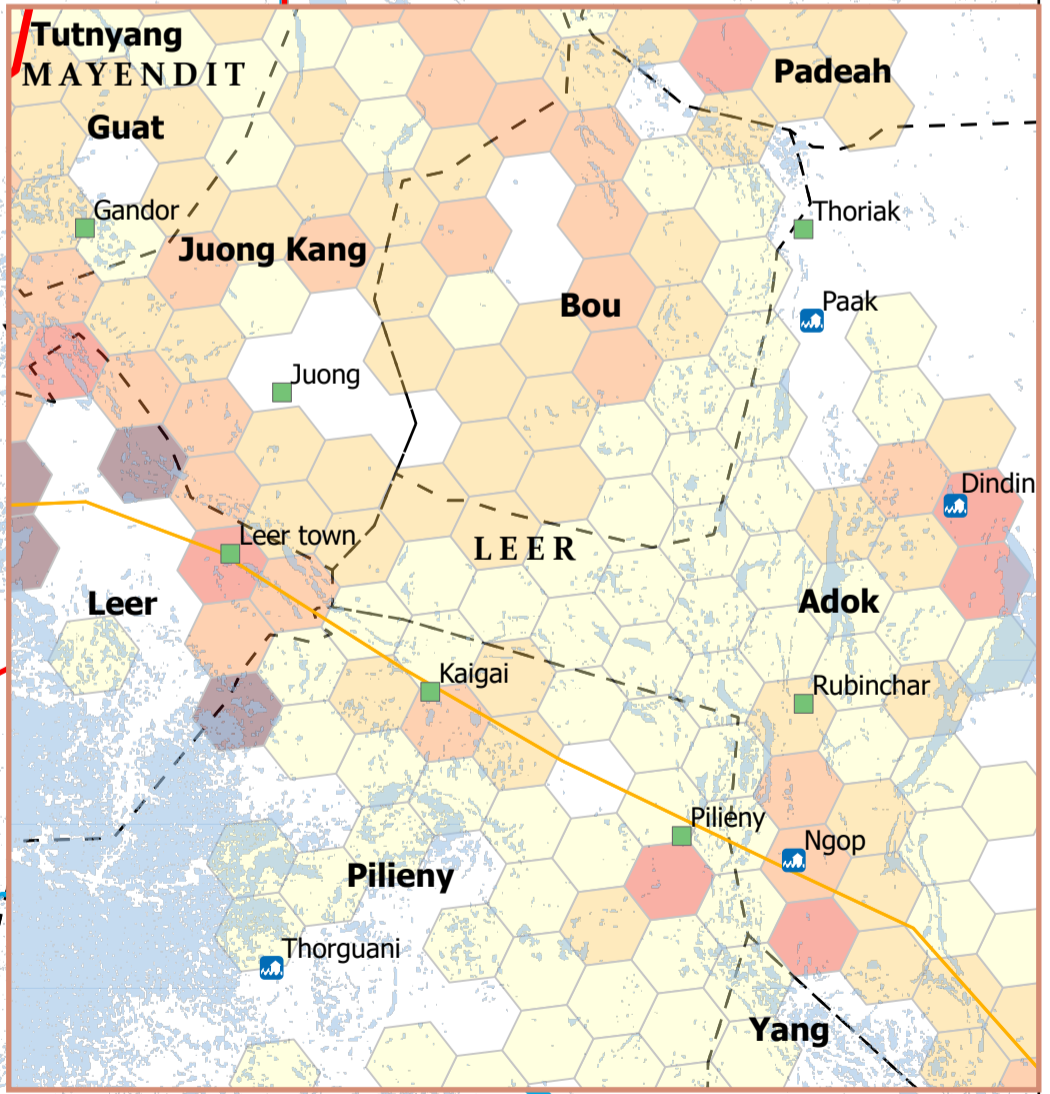 Tutnyang
MAYENDIT
Padeah
Guat
Gandor
Thoriak
Juong Kang
Bou
Paak
Juong
Dindin
Leer town
LEER
Leer
Adok
Kaigai
Rubinchar
Pilieny
Ngop
Pilieny
Thorguani
Yang